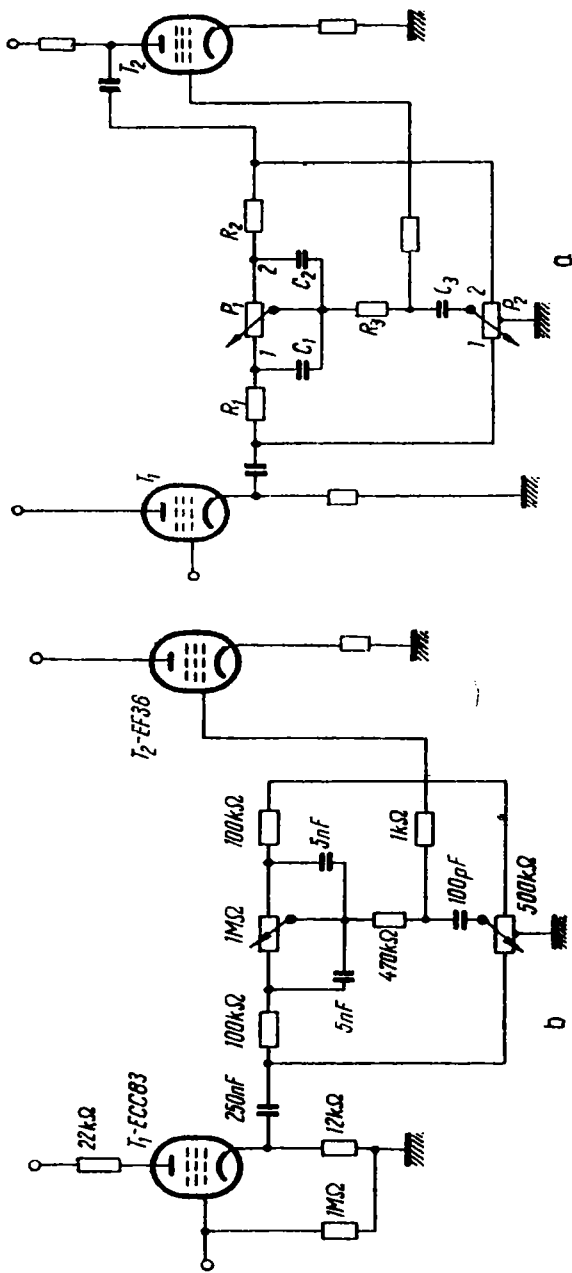 22kΩ
T₁-ECC83
250nF
1MΩ
12kΩ
100kΩ
1MΩ
100kΩ
5nF
5nF
470kΩ
1kΩ
100pF
500kΩ
T₂-EF36
b
T₁
T₂
R₁
1
P₁
2
R₂
C₁
C₂
R₃
C₃
1
2
P₂
a